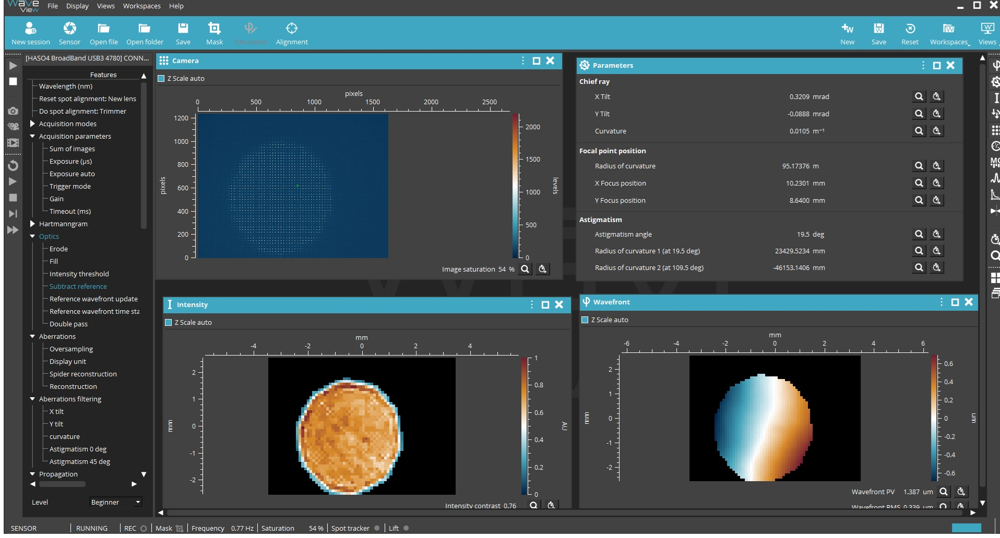 WaVe
View
File Display Views Workspaces Help
New session Sensor Open file Open folder Save Mask Simulation Alignment New Save Reset Workspaces Views
[HASO4 BroadBand USB3 4780] CONN...
Features
Wavelength (nm)
Reset spot alignment: New lens
Do spot alignment: Trimmer
Acquisition modes
Acquisition parameters
Sum of images
Exposure (µs)
Exposure auto
Trigger mode
Gain
Timeout (ms)
Hartmanngram
Optics
Erode
Fill
Intensity threshold
Subtract reference
Reference wavefront update
Reference wavefront time sta
Double pass
Aberrations
Oversampling
Display unit
Spider reconstruction
Reconstruction
Aberrations filtering
X tilt
Y tilt
curvature
Astigmatism 0 deg
Astigmatism 45 deg
Propagation
Level Beginner
Camera
Z Scale auto
pixels
0 500 1000 1500 2000 2500
1200
1000
800
600
400
200
0
pixels
2000
1500
1000
500
0
levels
Image saturation 54 %
Parameters
Chief ray
X Tilt 0.3209 mrad
Y Tilt -0.0888 mrad
Curvature 0.0105 m⁻¹
Focal point position
Radius of curvature 95.17376 m
X Focus position 10.2301 mm
Y Focus position 8.6400 mm
Astigmatism
Astigmatism angle 19.5 deg
Radius of curvature 1 (at 19.5 deg) 23429.5234 mm
Radius of curvature 2 (at 109.5 deg) -46153.1406 mm
Intensity
Z Scale auto
mm
-4 -2 0 2 4
2
1
0
-1
-2
mm
1
0.8
0.6
0.4
0.2
0
AU
Intensity contrast 0.76
Wavefront
Z Scale auto
mm
-6 -4 -2 0 2 4 6
2
1
0
-1
-2
mm
0.6
0.4
0.2
0
-0.2
-0.4
-0.6
um
Wavefront PV 1.387 um
Wavefront RMS 0.339 um
SENSOR RUNNING REC Mask Frequency 0.77 Hz Saturation 54 % Spot tracker Lift